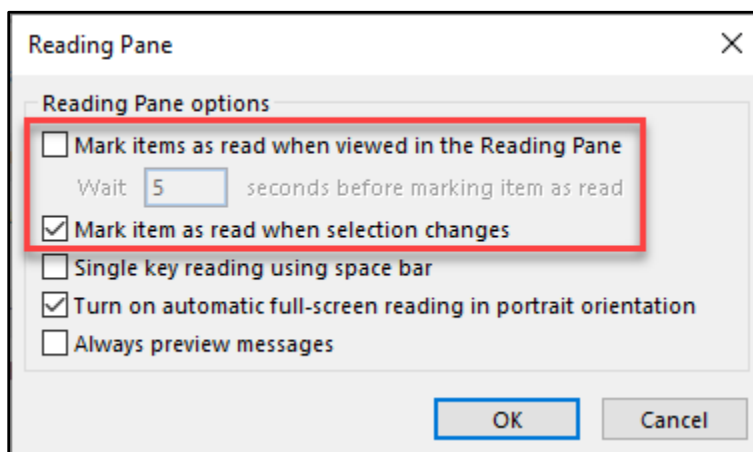 Reading Pane
Reading Pane options
Mark items as read when viewed in the Reading Pane
Wait 5 seconds before marking item as read
Mark item as read when selection changes
Single key reading using space bar
Turn on automatic full-screen reading in portrait orientation
Always preview messages
OK Cancel